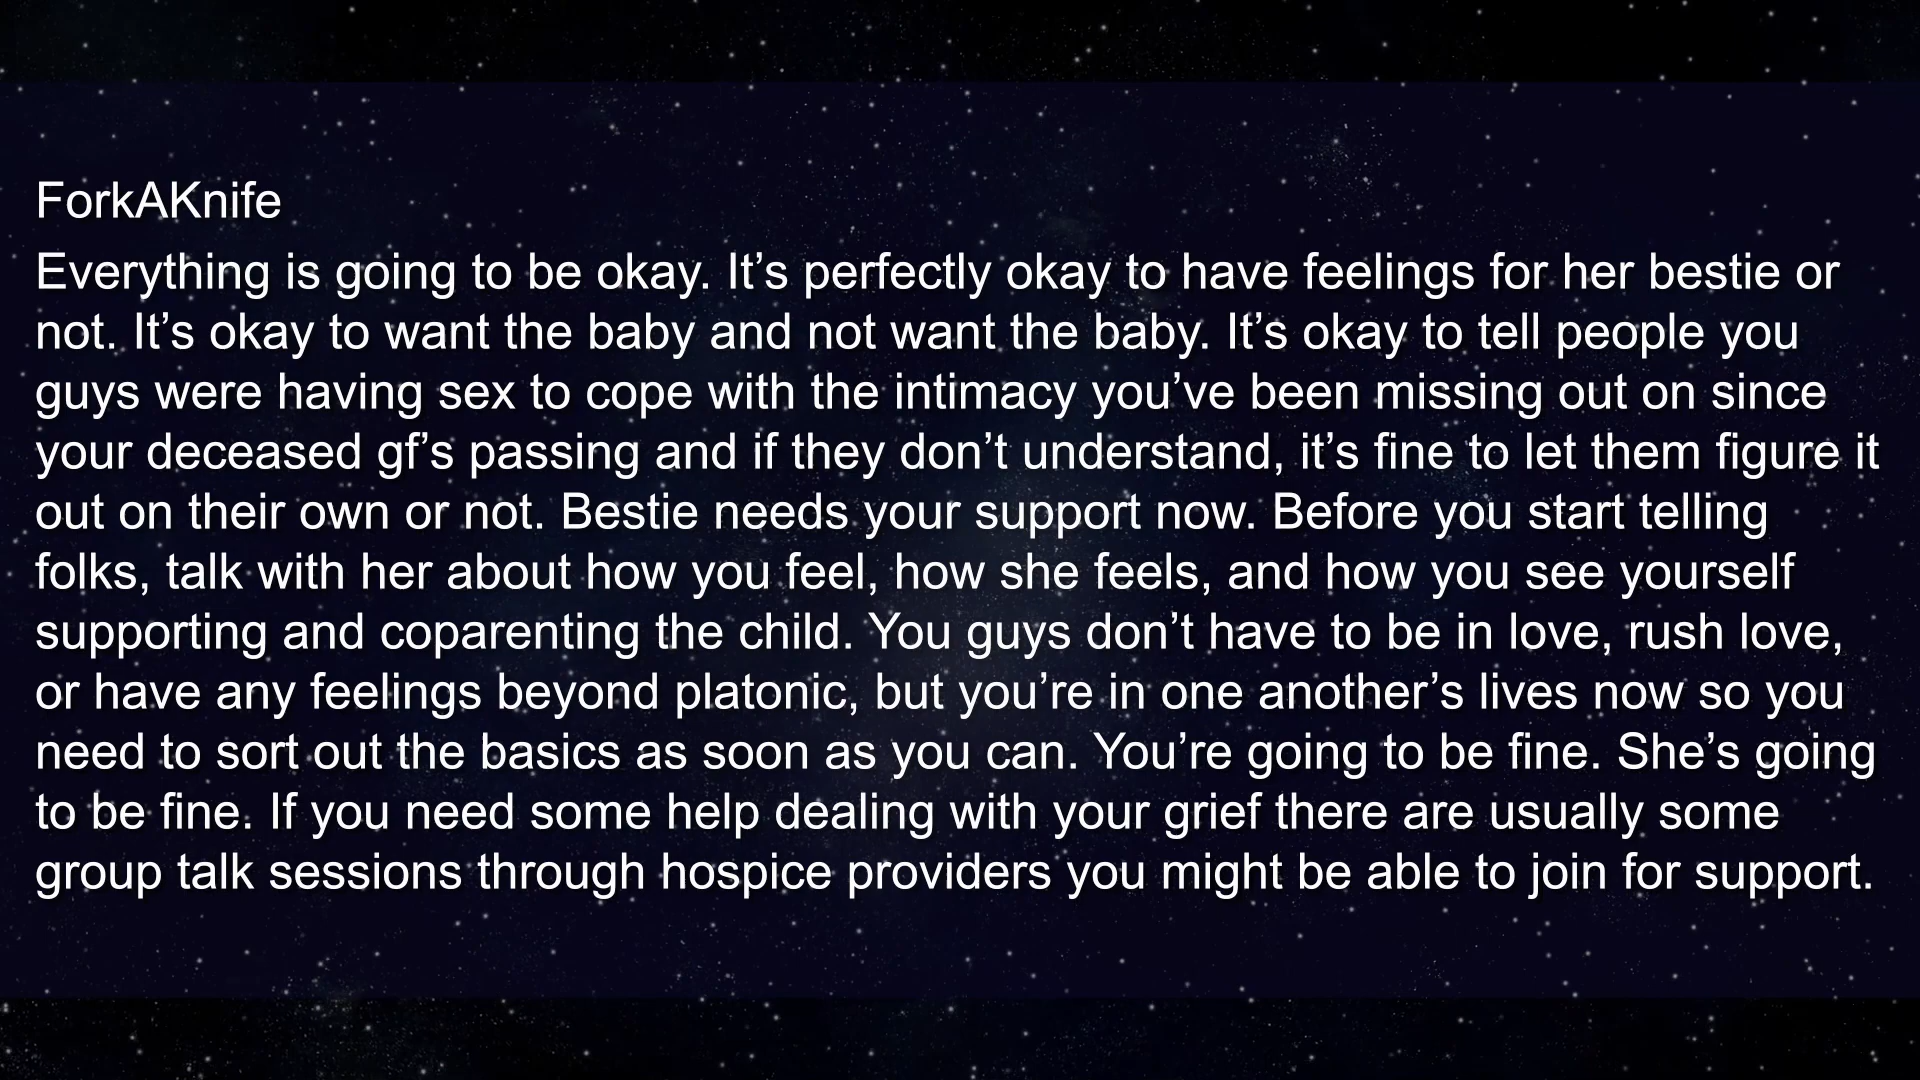 ForkAKnife
Everything is going to be okay. It’s perfectly okay to have feelings for her bestie or
not. It’s okay to want the baby and not want the baby. It’s okay to tell people you
guys were having sex to cope with the intimacy you’ve been missing out on since
your deceased gf’s passing and if they don’t understand, it’s fine to let them figure it
out on their own or not. Bestie needs your support now. Before you start telling
folks, talk with her about how you feel, how she feels, and how you see yourself
supporting and coparenting the child. You guys don’t have to be in love, rush love,
or have any feelings beyond platonic, but you’re in one another’s lives now so you
need to sort out the basics as soon as you can. You’re going to be fine. She’s going
to be fine. If you need some help dealing with your grief there are usually some
group talk sessions through hospice providers you might be able to join for support.